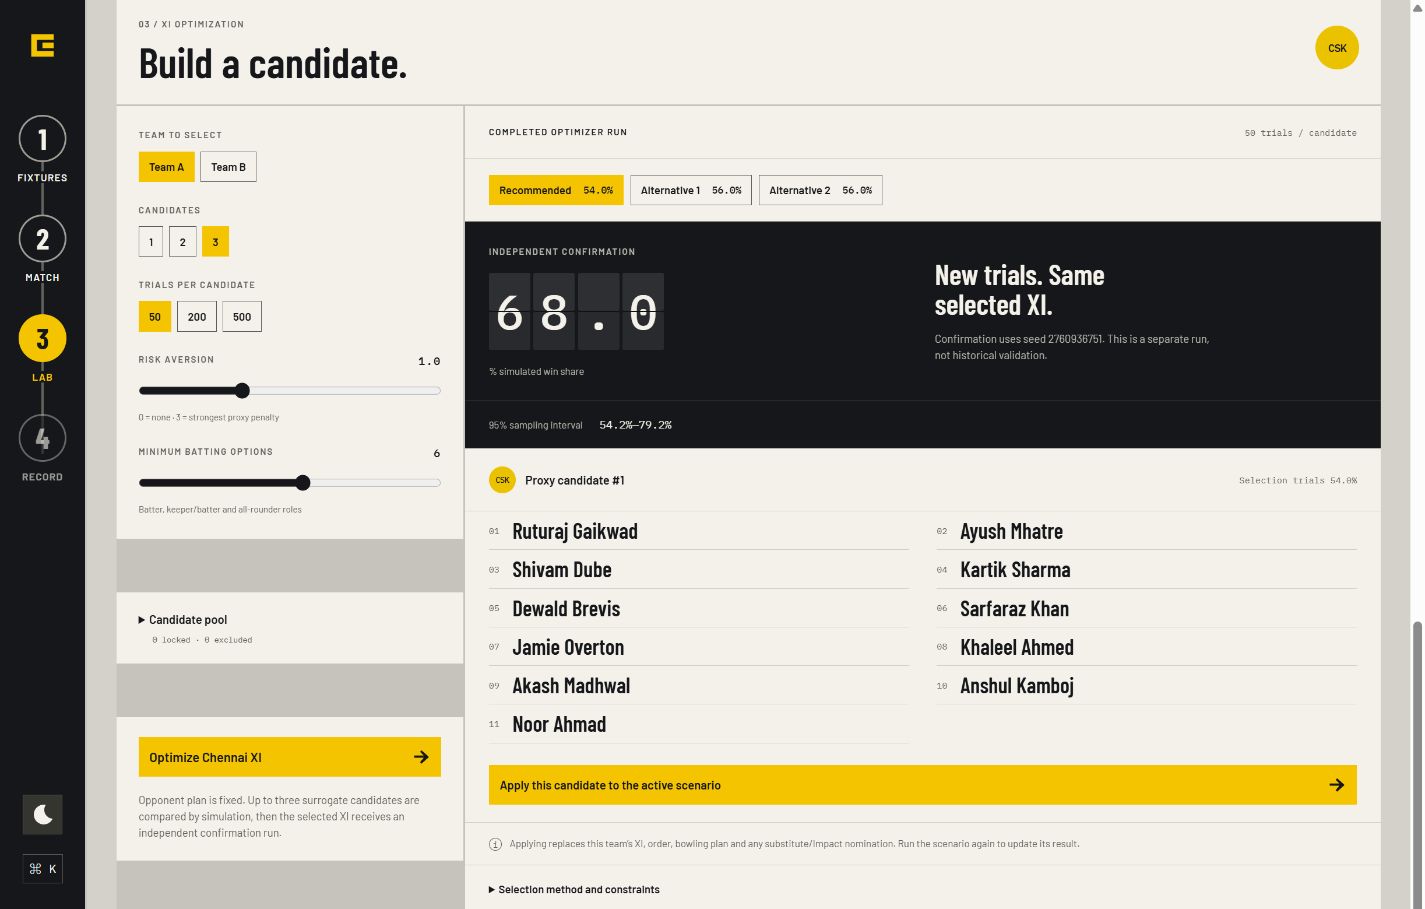 1
FIXTURES
2
MATCH
3
LAB
4
RECORD
⌘ K
03 / XI OPTIMIZATION
Build a candidate.
CSK
TEAM TO SELECT
Team A Team B
CANDIDATES
1 2 3
TRIALS PER CANDIDATE
50 200 500
RISK AVERSION 1.0
0 = none · 3 = strongest proxy penalty
MINIMUM BATTING OPTIONS 6
Batter, keeper/batter and all-rounder roles
Candidate pool
0 locked · 0 excluded
Optimize Chennai XI
Opponent plan is fixed. Up to three surrogate candidates are
compared by simulation, then the selected XI receives an
independent confirmation run.
COMPLETED OPTIMIZER RUN 50 trials / candidate
Recommended 54.0% Alternative 1 56.0% Alternative 2 56.0%
INDEPENDENT CONFIRMATION
68.0
% simulated win share
New trials. Same
selected XI.
Confirmation uses seed 2760936751. This is a separate run,
not historical validation.
95% sampling interval 54.2%–79.2%
CSK Proxy candidate #1 Selection trials 54.0%
01 Ruturaj Gaikwad 02 Ayush Mhatre
03 Shivam Dube 04 Kartik Sharma
05 Dewald Brevis 06 Sarfaraz Khan
07 Jamie Overton 08 Khaleel Ahmed
09 Akash Madhwal 10 Anshul Kamboj
11 Noor Ahmad
Apply this candidate to the active scenario
Applying replaces this team's XI, order, bowling plan and any substitute/Impact nomination. Run the scenario again to update its result.
Selection method and constraints